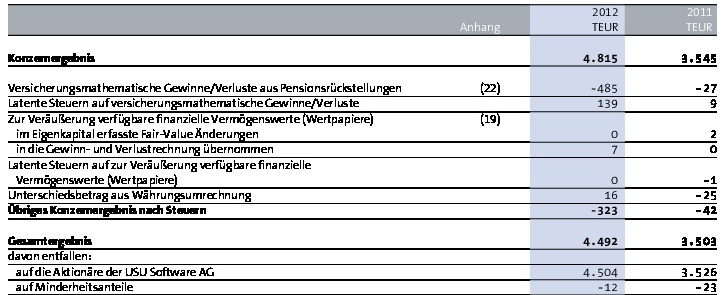 2012 2011
Anhang TEUR TEUR
Konzernergebnis 4.815 3.545
Versicherungsmathematische Gewinne/Verluste aus Pensionsrückstellungen (22) -485 -27
Latente Steuern auf versicherungsmathematische Gewinne/Verluste 139 9
Zur Veräußerung verfügbare finanzielle Vermögenswerte (Wertpapiere) (19)
im Eigenkapital erfasste Fair-Value Änderungen 0 2
in die Gewinn- und Verlustrechnung übernommen 7 0
Latente Steuern auf zur Veräußerung verfügbare finanzielle
Vermögenswerte (Wertpapiere) 0 -1
Unterschiedsbetrag aus Währungsumrechnung 16 -25
Übriges Konzernergebnis nach Steuern -323 -42
Gesamtergebnis 4.492 3.503
davon entfallen:
auf die Aktionäre der USU Software AG 4.504 3.526
auf Minderheitsanteile -12 -23